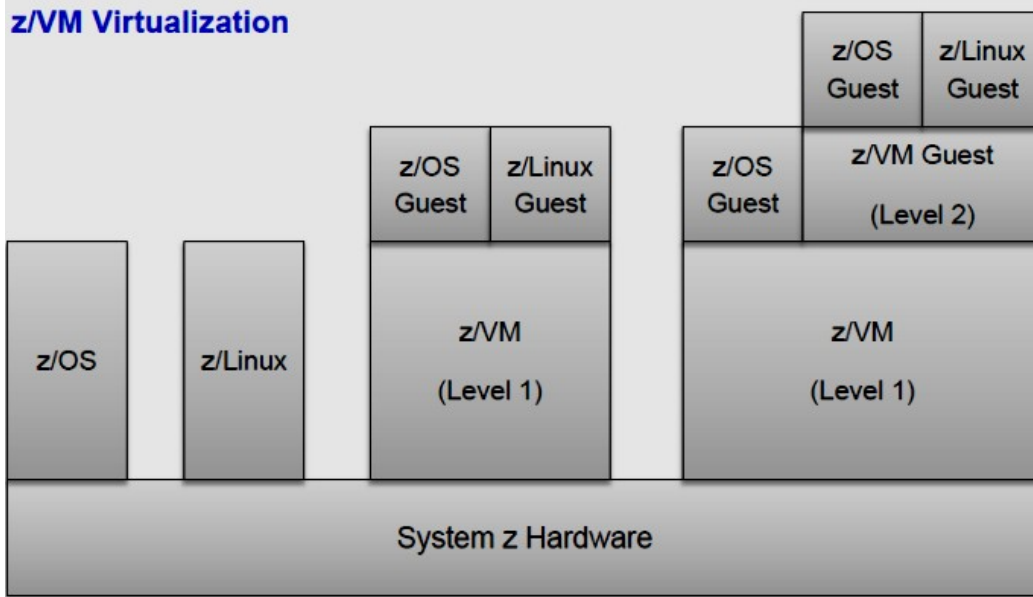 z/VM Virtualization
z/OS
Guest
z/Linux
Guest
z/OS
Guest
z/Linux
Guest
z/OS
Guest
z/VM Guest
(Level 2)
z/OS
z/Linux
z/VM
(Level 1)
z/VM
(Level 1)
System z Hardware